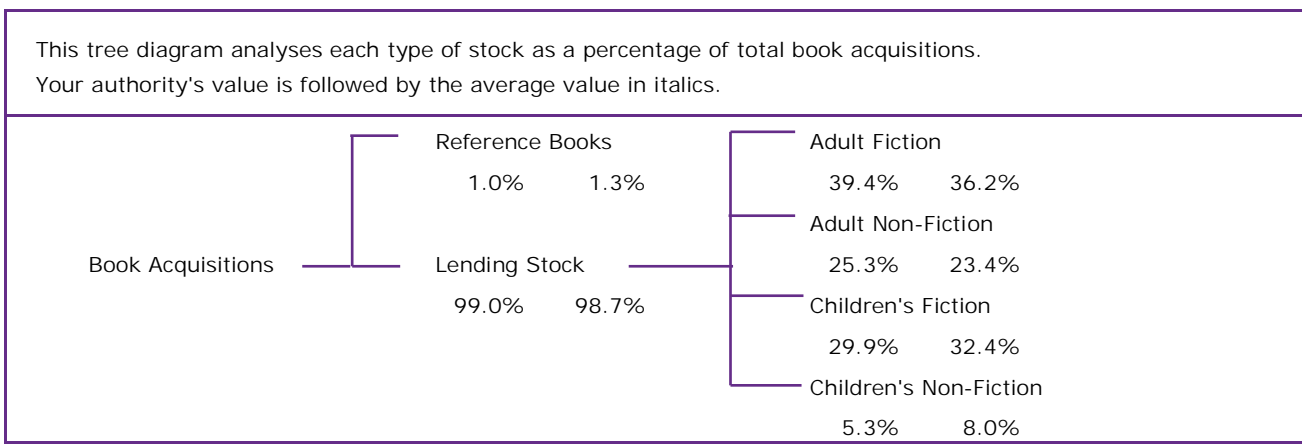 This tree diagram analyses each type of stock as a percentage of total book acquisitions.
Your authority's value is followed by the average value in italics.
Reference Books
1.0% 1.3%
Book Acquisitions
Lending Stock
99.0% 98.7%
Adult Fiction
39.4% 36.2%
Adult Non-Fiction
25.3% 23.4%
Children's Fiction
29.9% 32.4%
Children's Non-Fiction
5.3% 8.0%